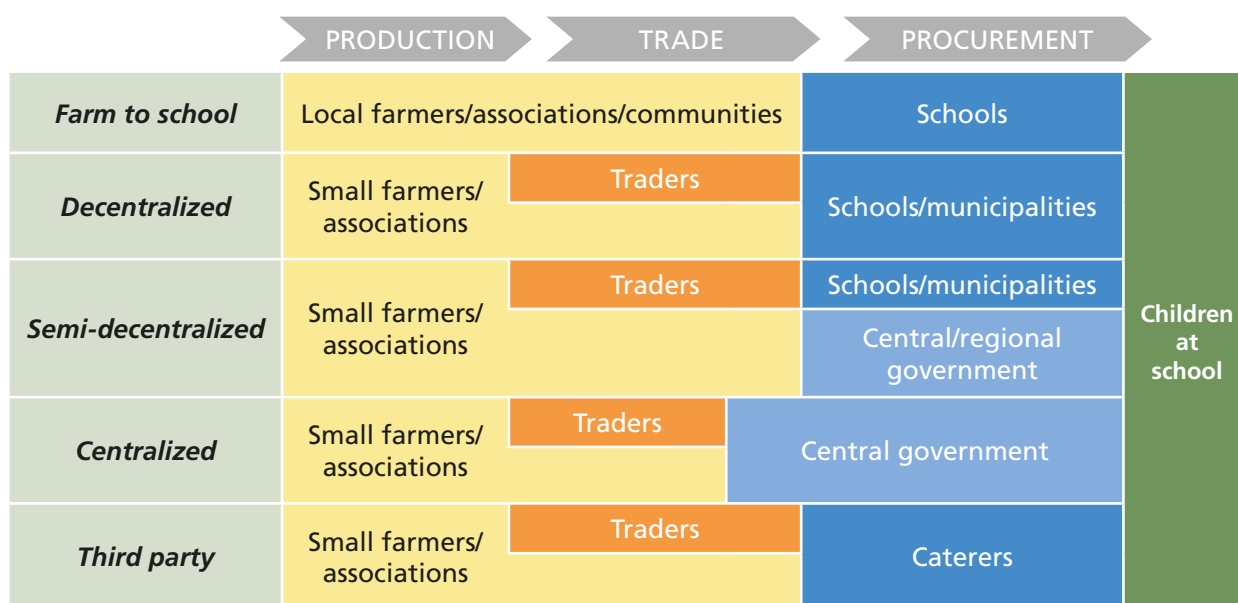 PRODUCTION
TRADE
PROCUREMENT
Farm to school
Local farmers/associations/communities
Schools
Decentralized
Small farmers/
associations
Traders
Schools/municipalities
Semi-decentralized
Small farmers/
associations
Traders
Schools/municipalities
Central/regional
government
Centralized
Small farmers/
associations
Traders
Central government
Third party
Small farmers/
associations
Traders
Caterers
Children
at
school